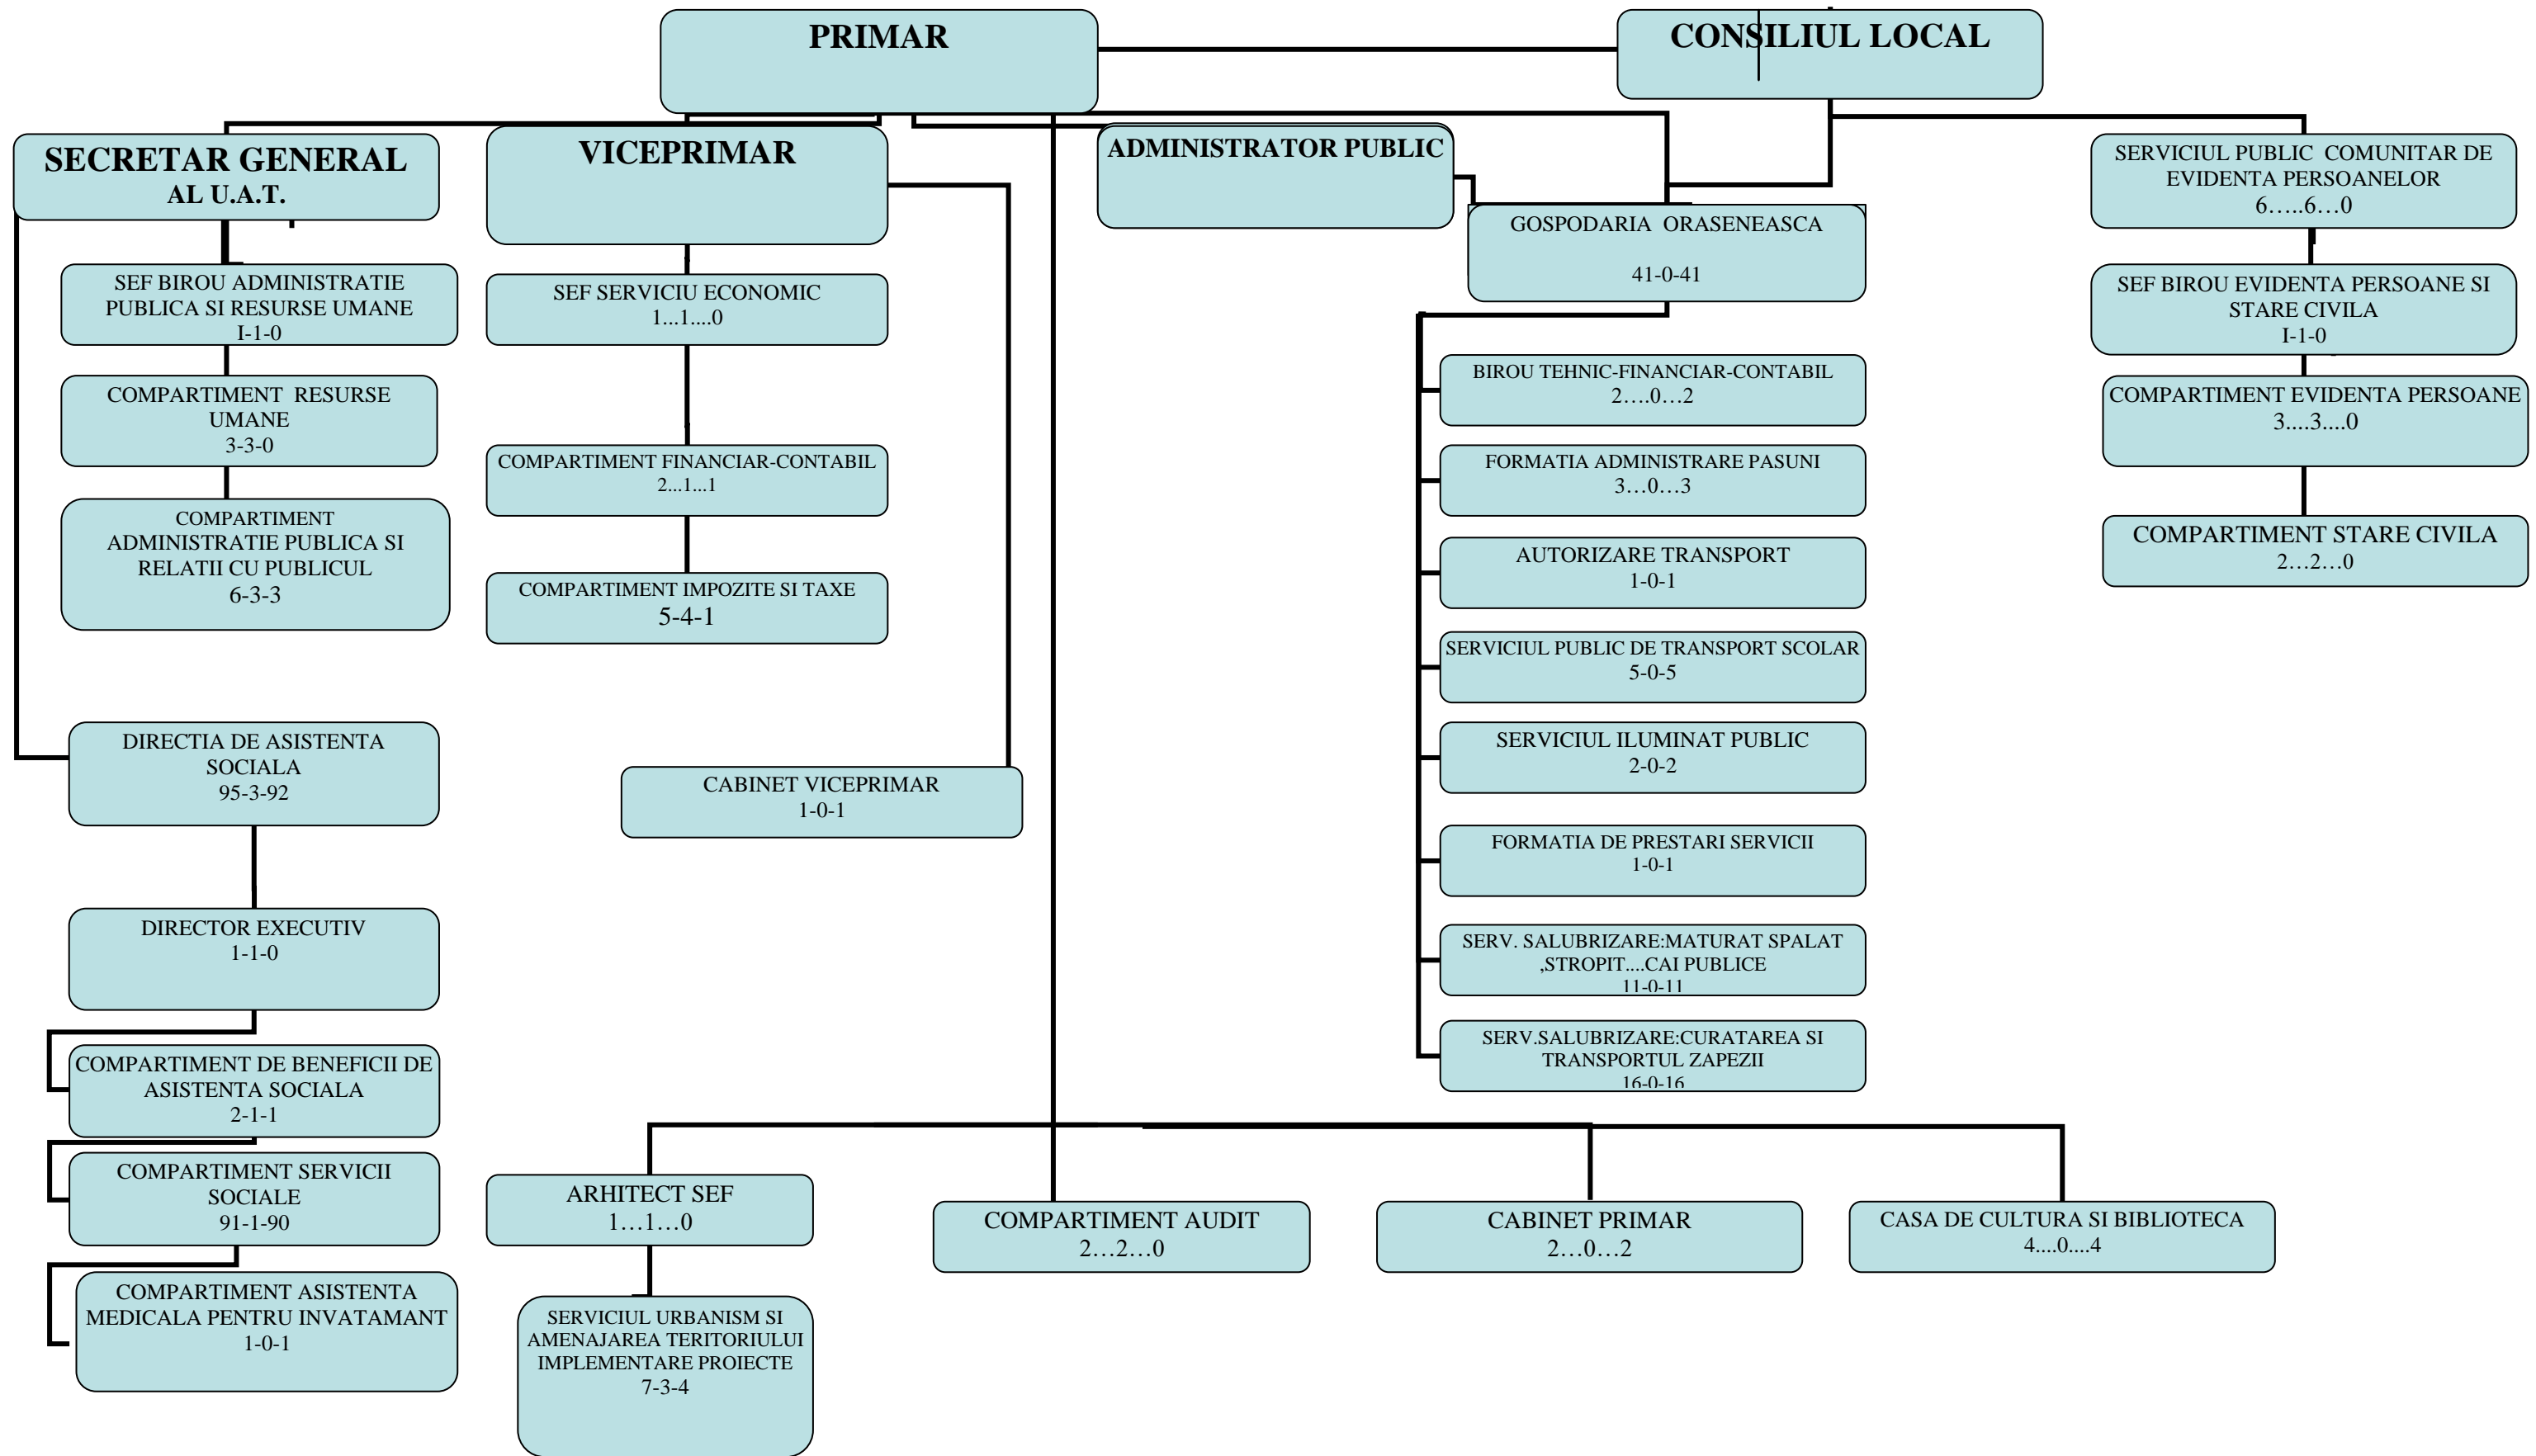 PRIMAR
CONSILIUL LOCAL
SECRETAR GENERAL
AL U.A.T.
VICEPRIMAR
ADMINISTRATOR PUBLIC
SERVICIUL PUBLIC  COMUNITAR DE
EVIDENTA PERSOANELOR
6…..6…0
GOSPODARIA  ORASENEASCA
41-0-41
SEF BIROU ADMINISTRATIE
PUBLICA SI RESURSE UMANE
I-1-0
COMPARTIMENT  RESURSE
UMANE
3-3-0
COMPARTIMENT
ADMINISTRATIE PUBLICA SI
RELATII CU PUBLICUL
6-3-3
SEF SERVICIU ECONOMIC
1...1....0
COMPARTIMENT FINANCIAR-CONTABIL
2...1...1
COMPARTIMENT IMPOZITE SI TAXE
5-4-1
SEF BIROU EVIDENTA PERSOANE SI
STARE CIVILA
I-1-0
COMPARTIMENT EVIDENTA PERSOANE
3....3....0
COMPARTIMENT STARE CIVILA
2…2…0
BIROU TEHNIC-FINANCIAR-CONTABIL
2….0…2
FORMATIA ADMINISTRARE PASUNI
3…0…3
AUTORIZARE TRANSPORT
1-0-1
SERVICIUL PUBLIC DE TRANSPORT SCOLAR
5-0-5
SERVICIUL ILUMINAT PUBLIC
2-0-2
FORMATIA DE PRESTARI SERVICII
1-0-1
SERV. SALUBRIZARE:MATURAT SPALAT
,STROPIT....CAI PUBLICE
11-0-11
SERV.SALUBRIZARE:CURATAREA SI
TRANSPORTUL ZAPEZII
16-0-16
DIRECTIA DE ASISTENTA
SOCIALA
95-3-92
CABINET VICEPRIMAR
1-0-1
DIRECTOR EXECUTIV
1-1-0
COMPARTIMENT DE BENEFICII DE
ASISTENTA SOCIALA
2-1-1
COMPARTIMENT SERVICII
SOCIALE
91-1-90
COMPARTIMENT ASISTENTA
MEDICALA PENTRU INVATAMANT
1-0-1
ARHITECT SEF
1…1…0
SERVICIUL URBANISM SI
AMENAJAREA TERITORIULUI
IMPLEMENTARE PROIECTE
7-3-4
COMPARTIMENT AUDIT
2…2…0
CABINET PRIMAR
2…0…2
CASA DE CULTURA SI BIBLIOTECA
4....0....4